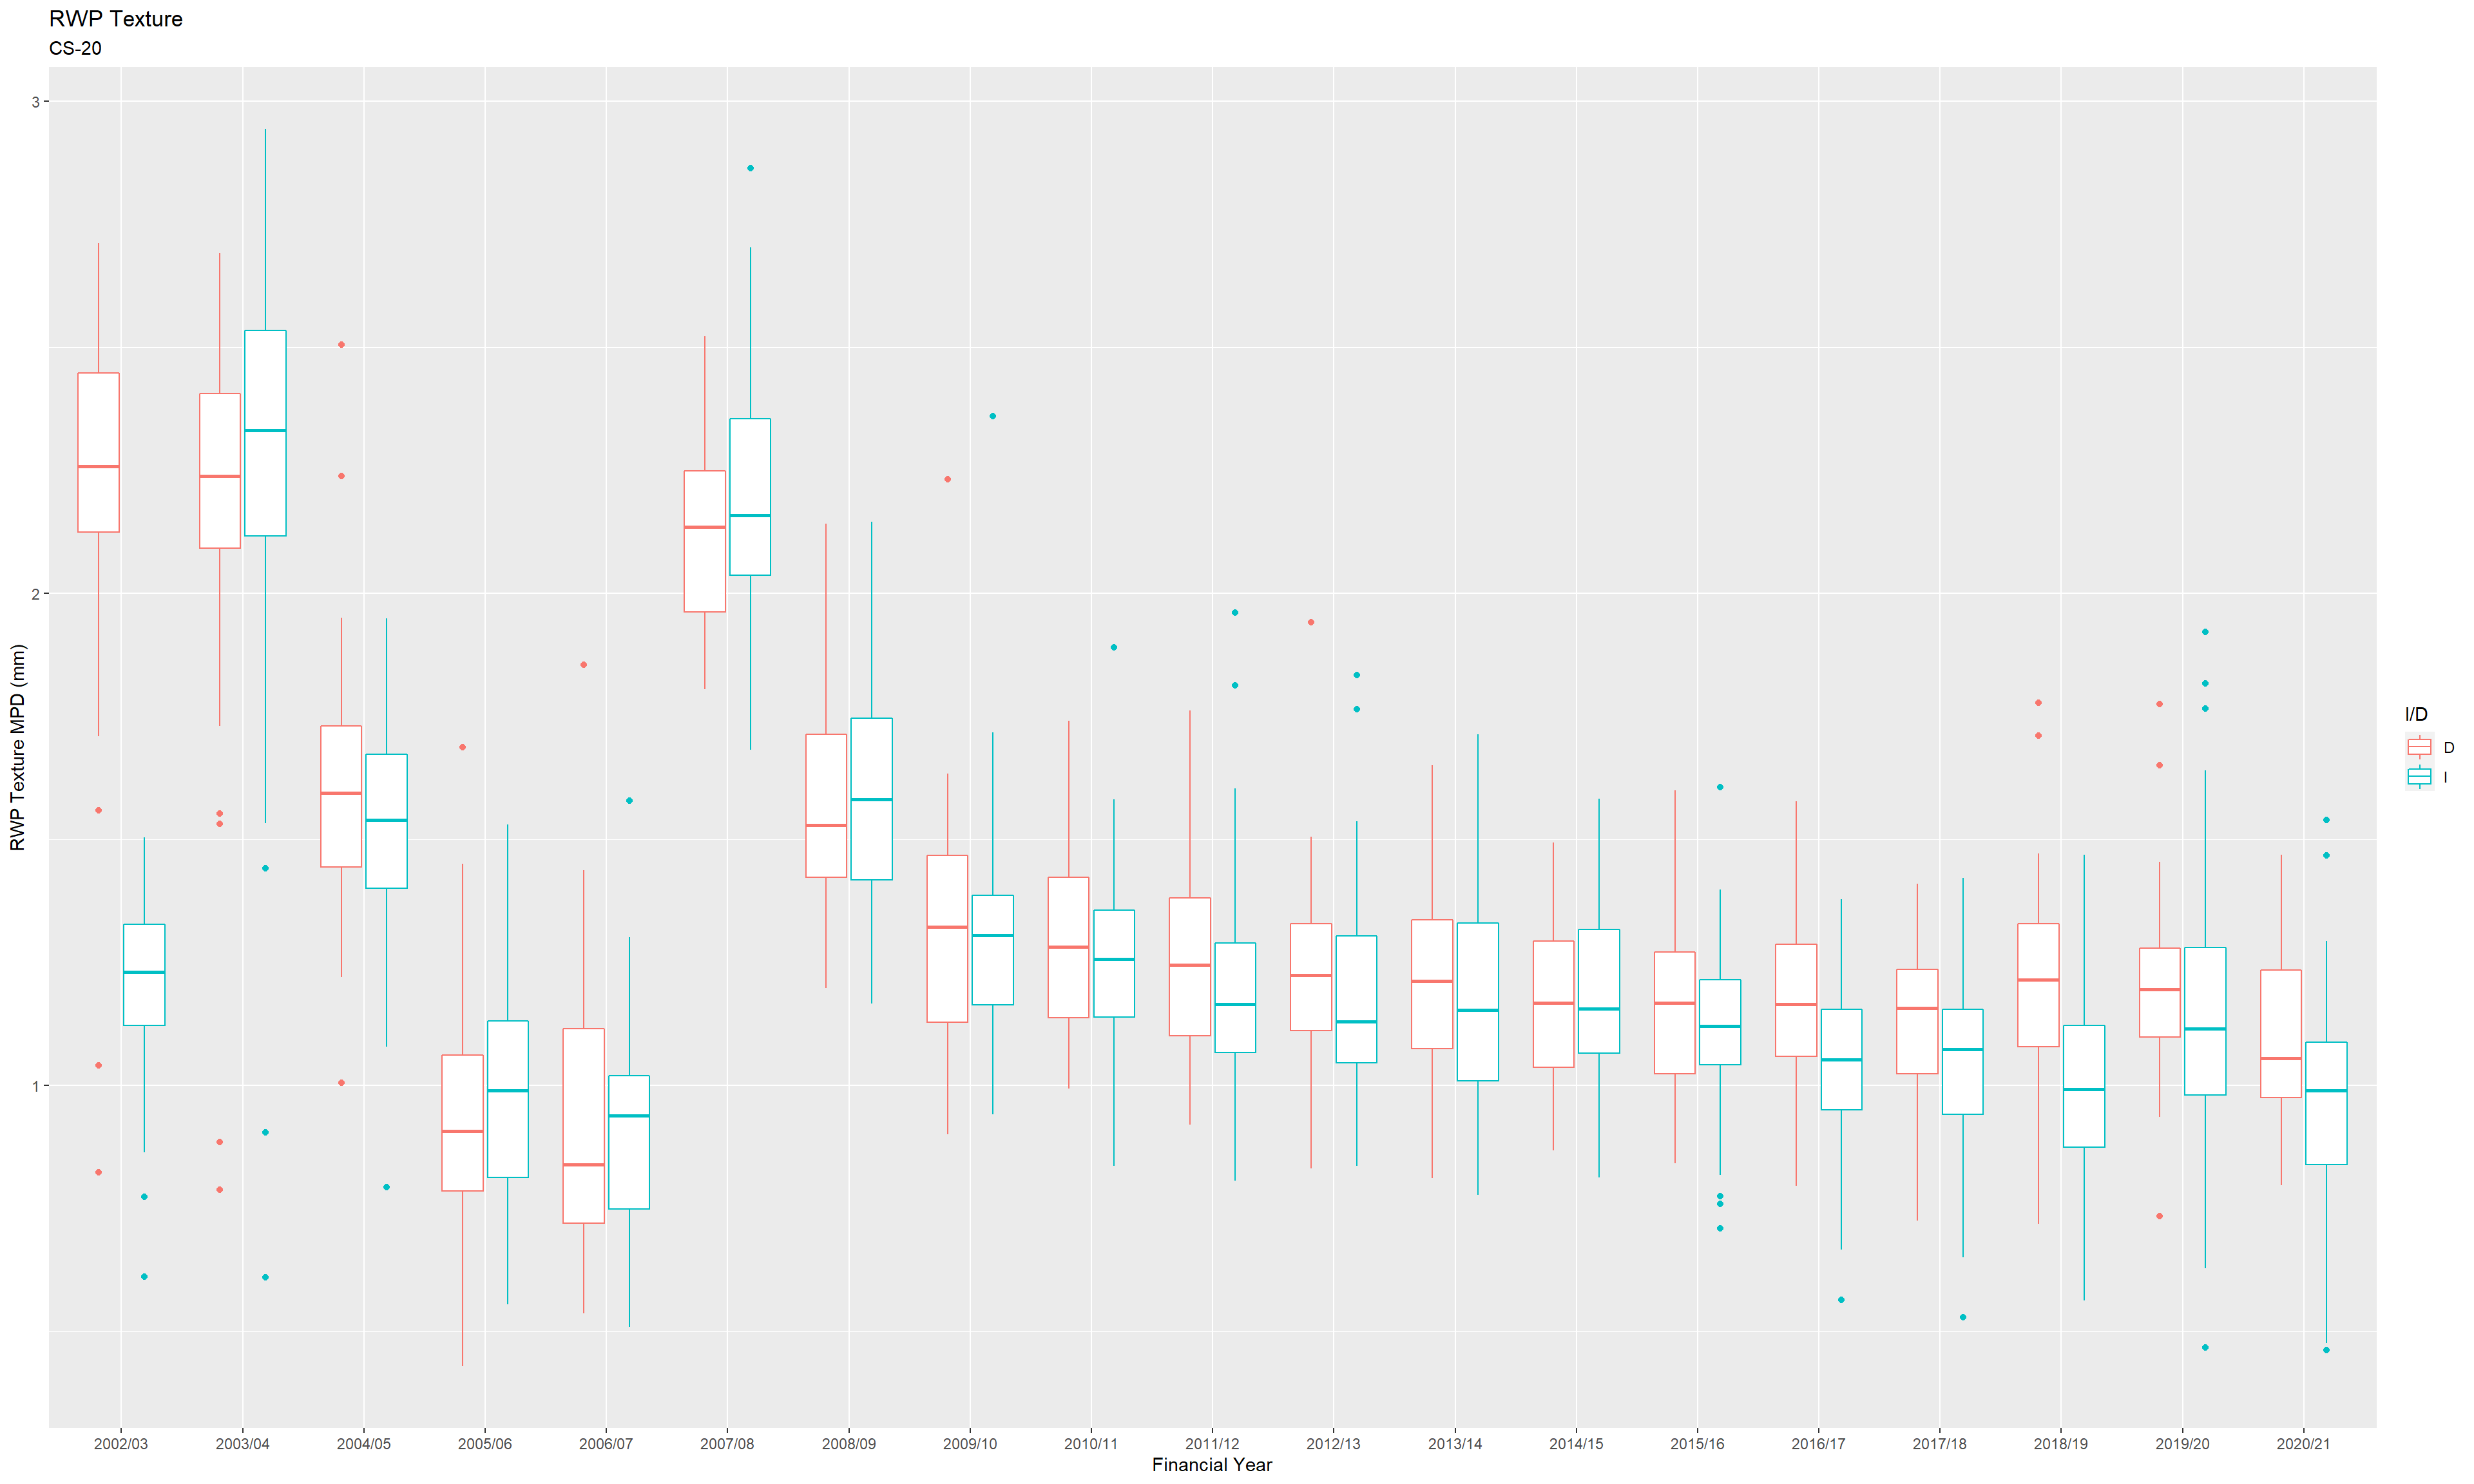 RWP Texture
CS-20
3
2
1
RWP Texture MPD (mm)
2002/03 2003/04 2004/05 2005/06 2006/07 2007/08 2008/09 2009/10 2010/11 2011/12 2012/13 2013/14 2014/15 2015/16 2016/17 2017/18 2018/19 2019/20 2020/21
Financial Year
I/D
D
I